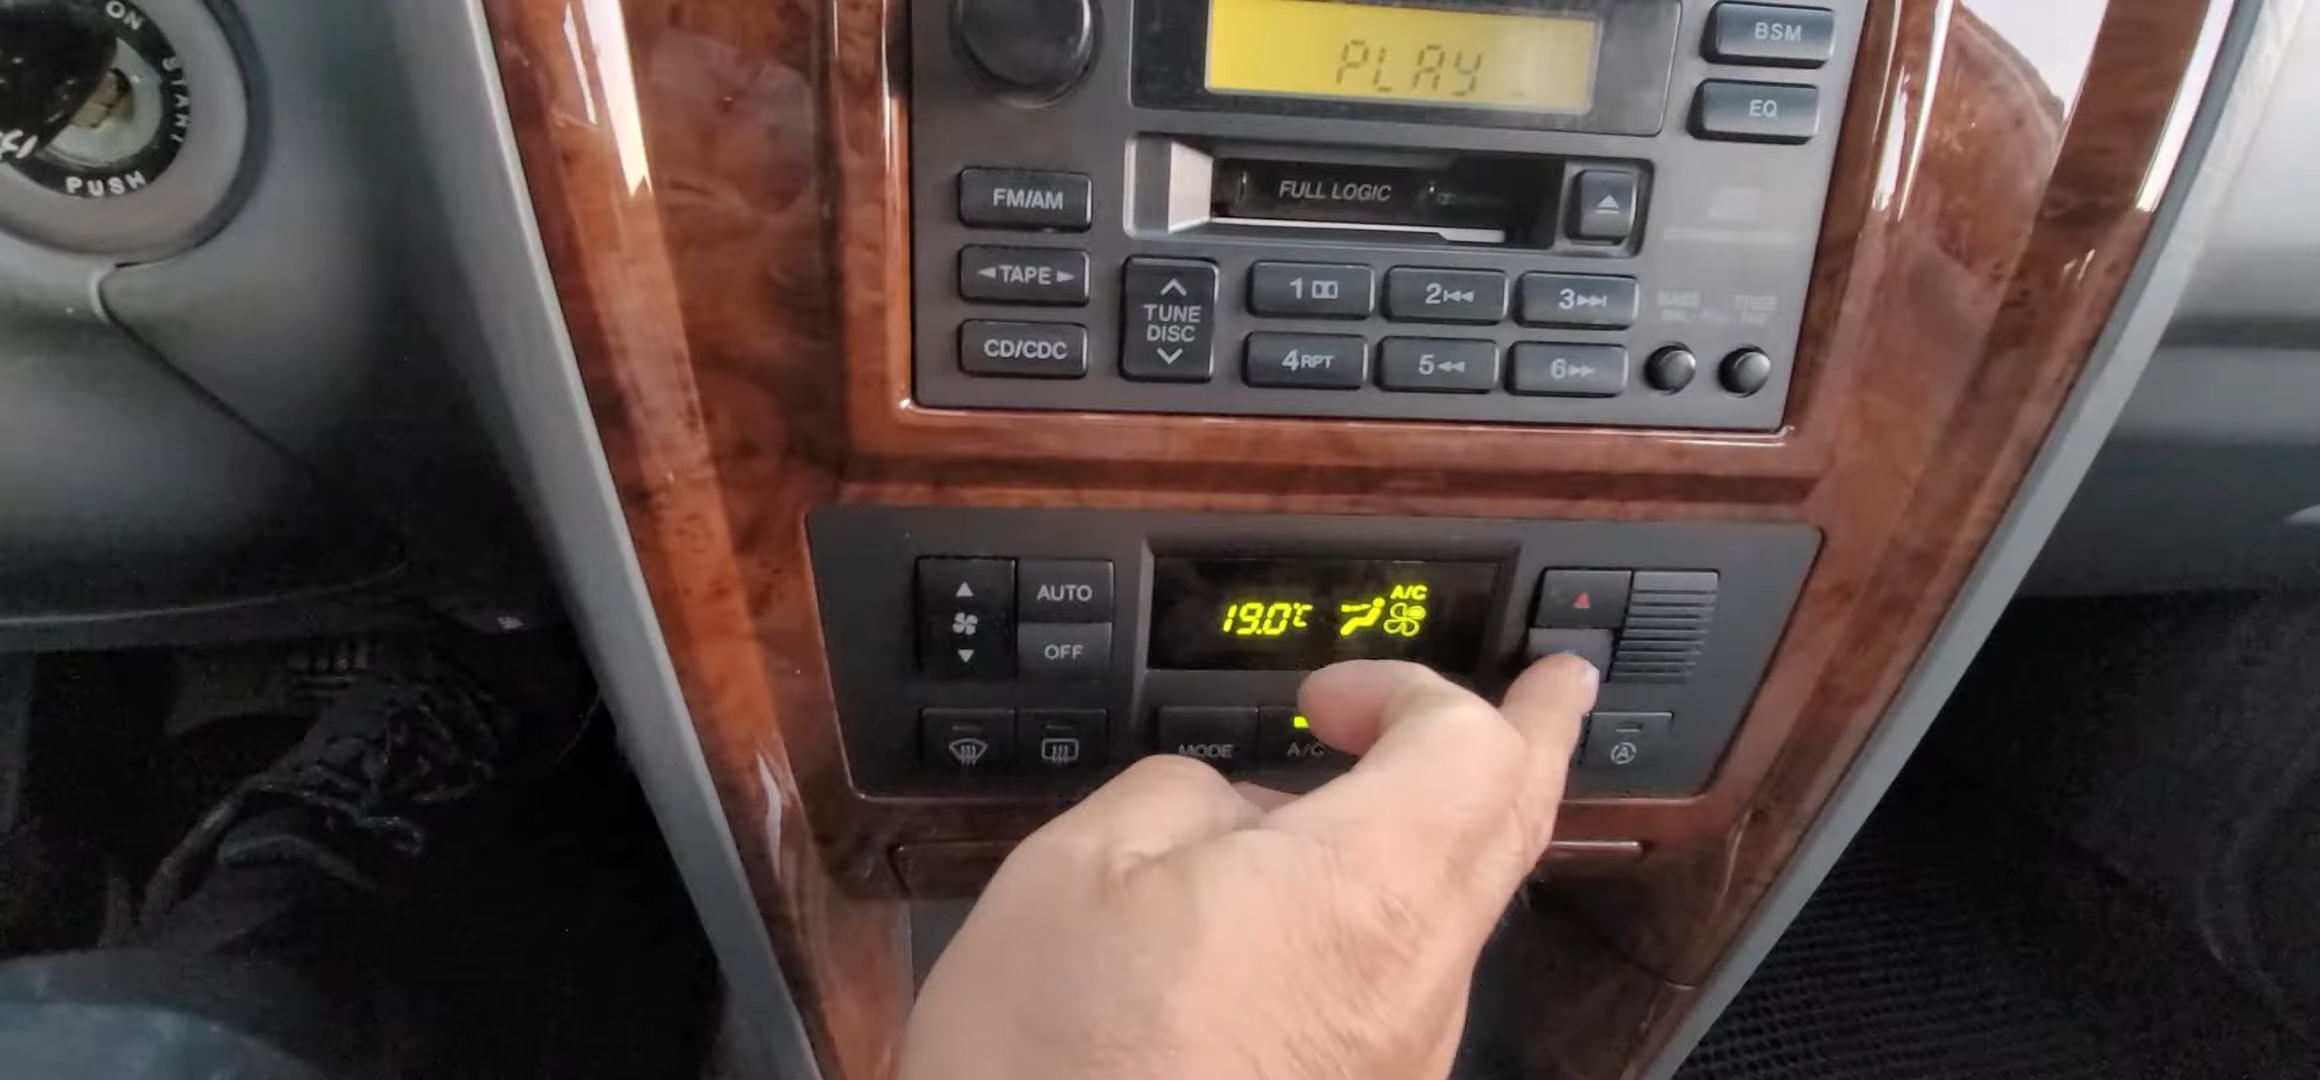 ON
START
PUSH
PLAY
BSM
EQ
FM/AM
FULL LOGIC
TAPE
TUNE
DISC
CD/CDC
1
2
3
4 RPT
5
6
AUTO
OFF
19.0℃
A/C
MODE
A/C
A